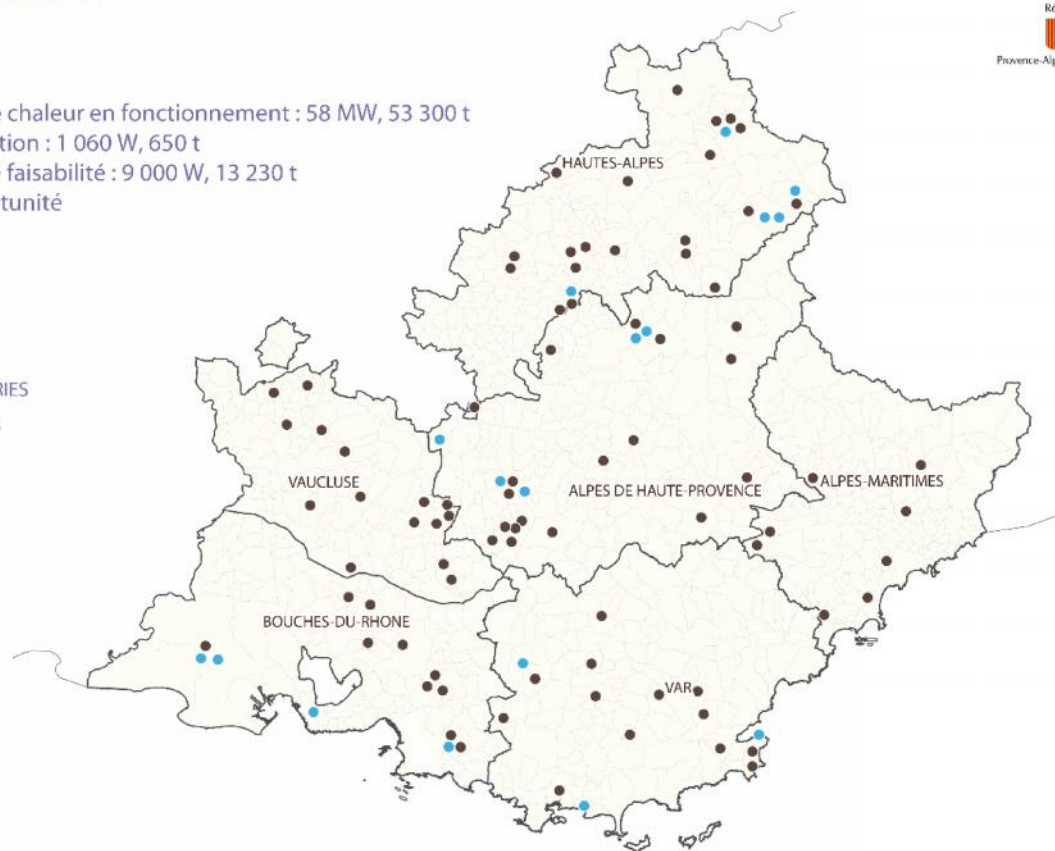 Ré
Provence-Alp
e chaleur en fonctionnement : 58 MW, 53 300 t
tion : 1 060 W, 650 t
e faisabilité : 9 000 W, 13 230 t
tunité
HAUTES-ALPES
RIES
VAUCLUSE
ALPES DE HAUTE-PROVENCE
ALPES-MARITIMES
BOUCHES-DU-RHONE
VAR